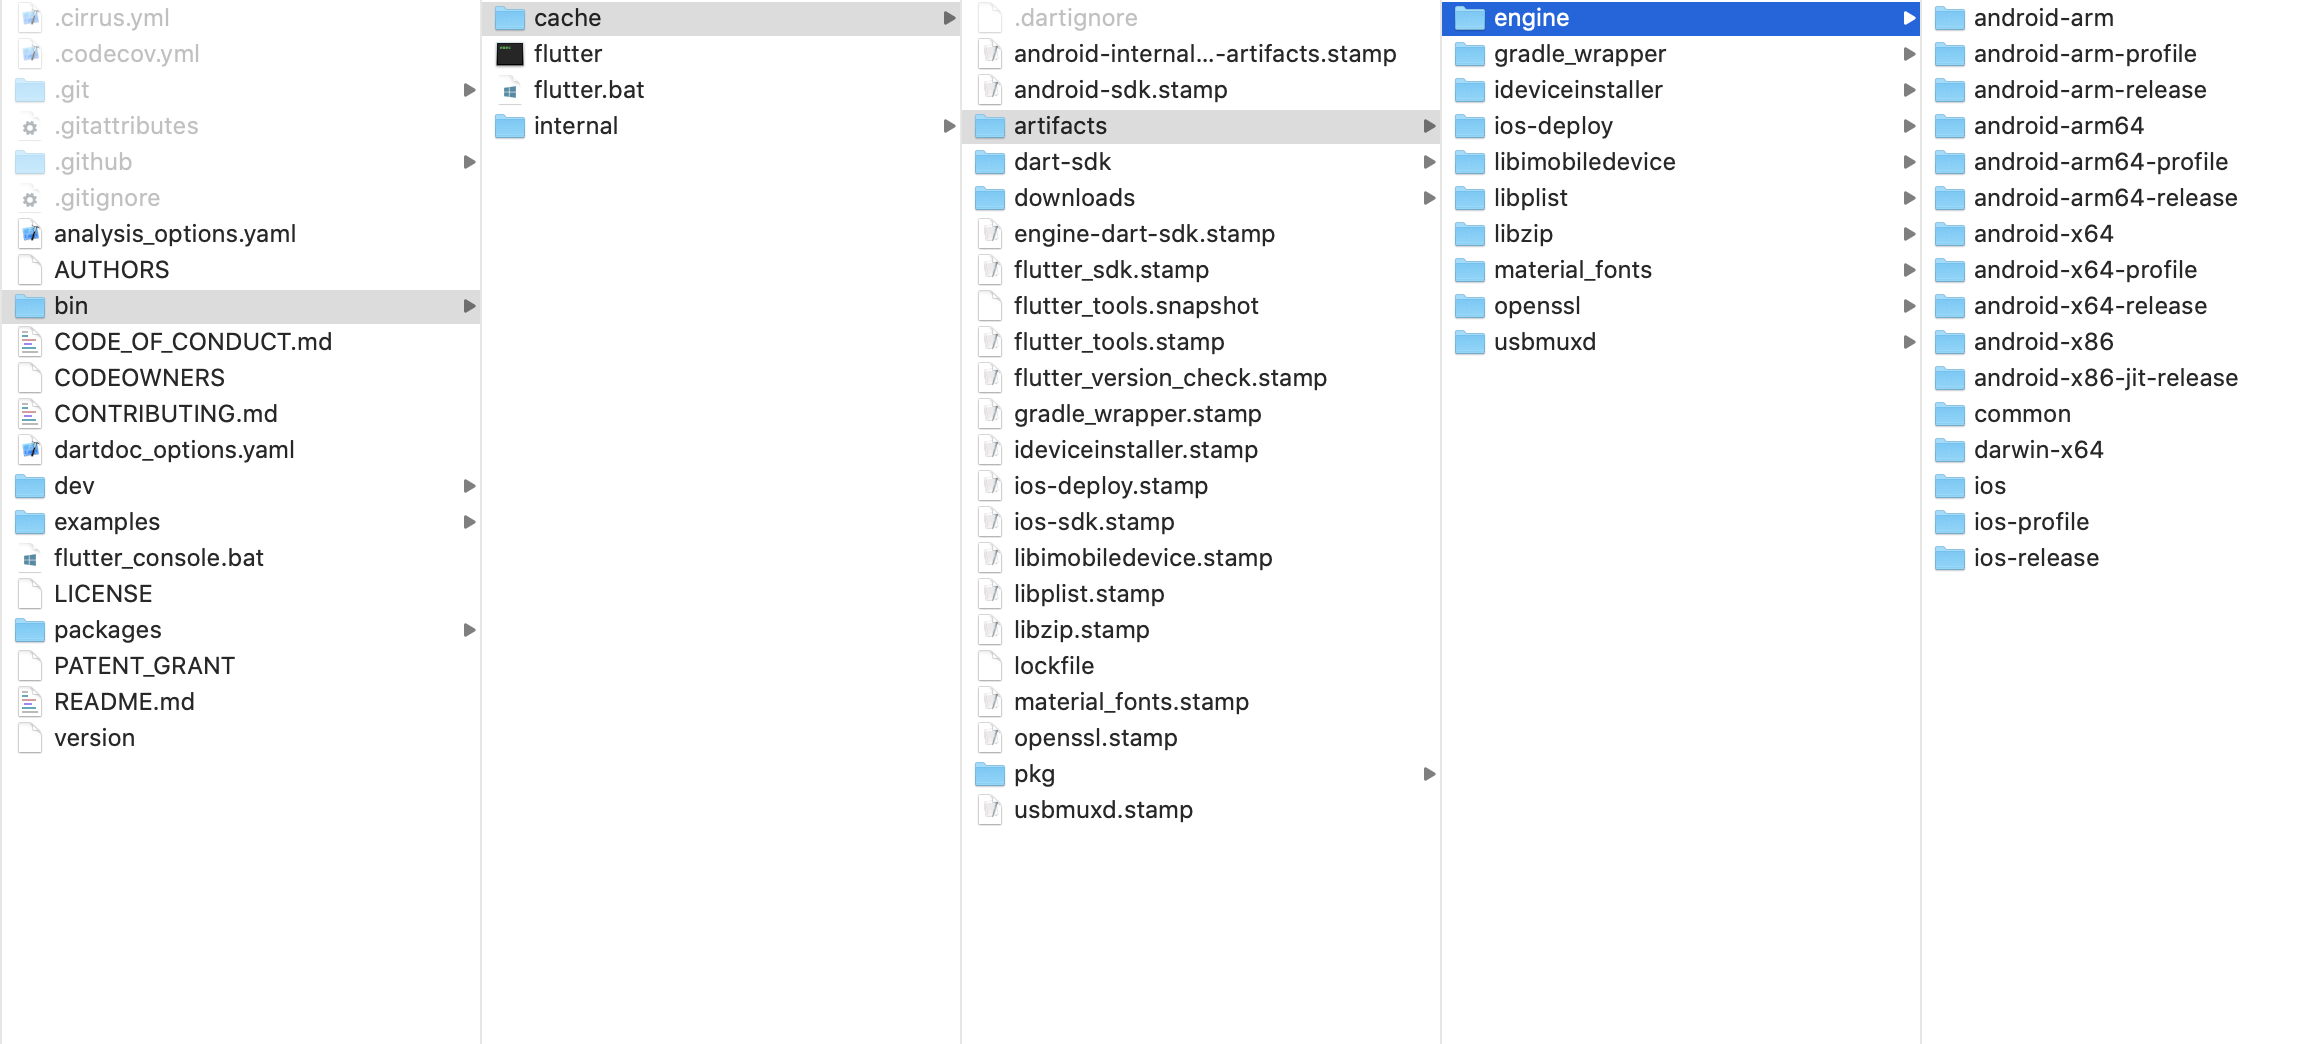 .cirrus.yml
.codecov.yml
.git
.gitattributes
.github
.gitignore
analysis_options.yaml
AUTHORS
bin
CODE_OF_CONDUCT.md
CODEOWNERS
CONTRIBUTING.md
dartdoc_options.yaml
dev
examples
flutter_console.bat
LICENSE
packages
PATENT_GRANT
README.md
version
cache
flutter
flutter.bat
internal
.dartignore
android-internal...-artifacts.stamp
android-sdk.stamp
artifacts
dart-sdk
downloads
engine-dart-sdk.stamp
flutter_sdk.stamp
flutter_tools.snapshot
flutter_tools.stamp
flutter_version_check.stamp
gradle_wrapper.stamp
ideviceinstaller.stamp
ios-deploy.stamp
ios-sdk.stamp
libimobiledevice.stamp
libplist.stamp
libzip.stamp
lockfile
material_fonts.stamp
openssl.stamp
pkg
usbmuxd.stamp
engine
gradle_wrapper
ideviceinstaller
ios-deploy
libimobiledevice
libplist
libzip
material_fonts
openssl
usbmuxd
android-arm
android-arm-profile
android-arm-release
android-arm64
android-arm64-profile
android-arm64-release
android-x64
android-x64-profile
android-x64-release
android-x86
android-x86-jit-release
common
darwin-x64
ios
ios-profile
ios-release